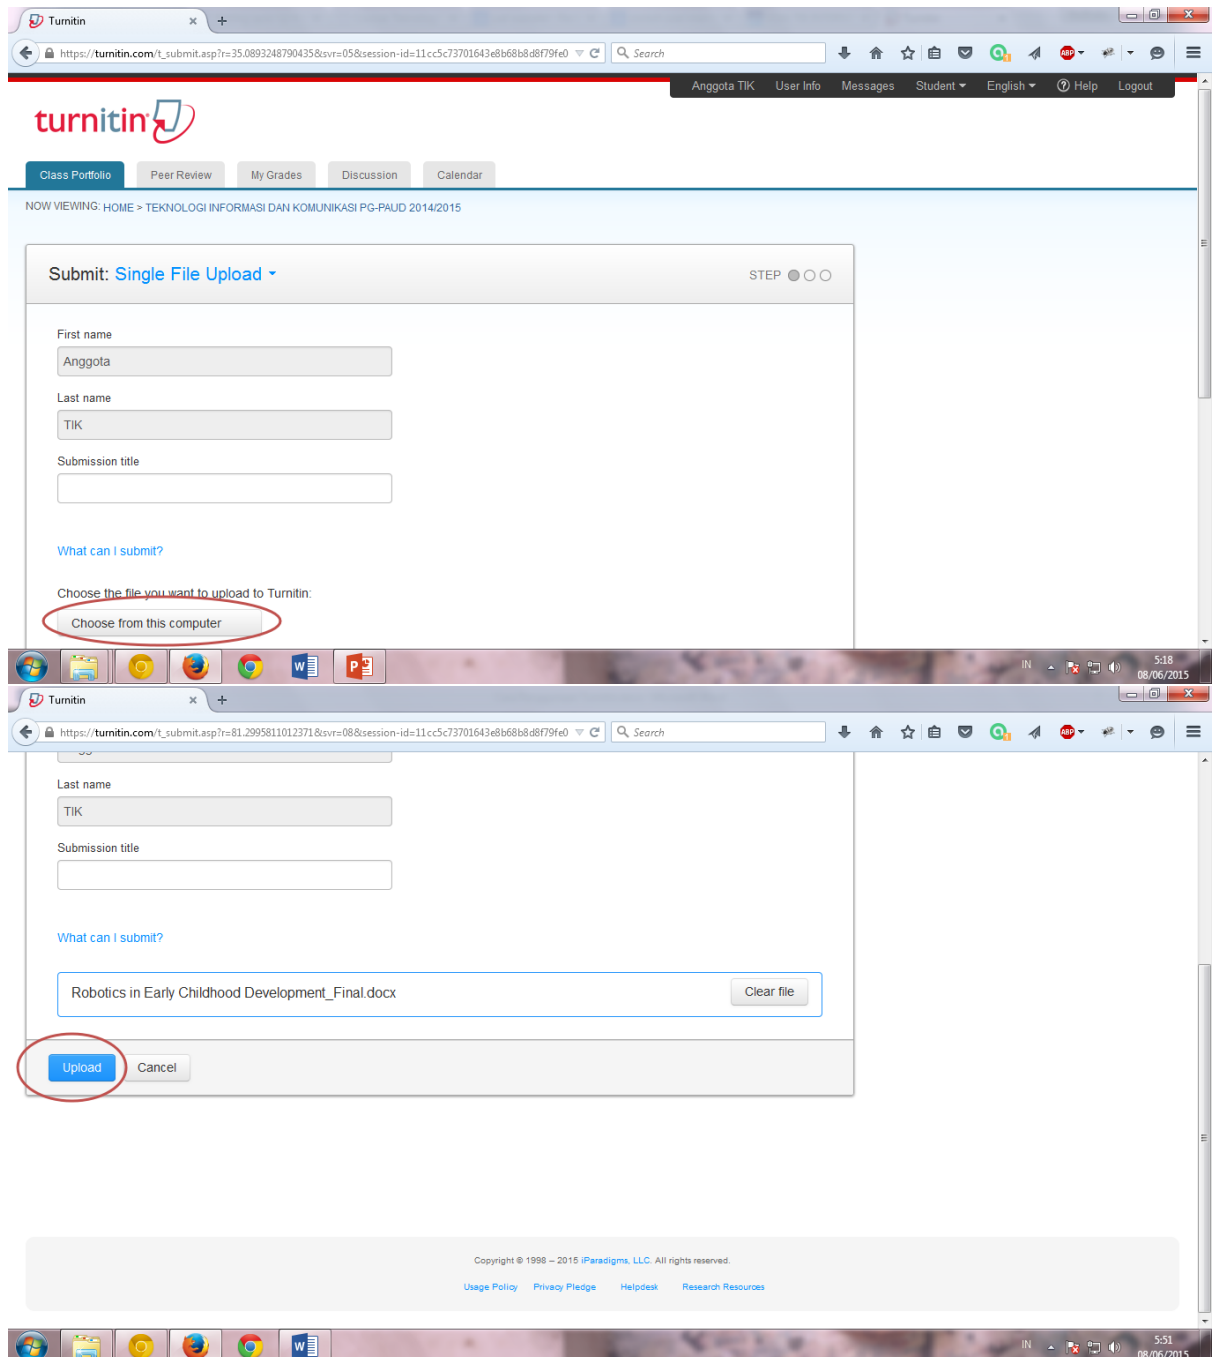 Turnitin × +
https://turnitin.com/t_submit.asp?r=35.0893248790435&svr=05&session-id=11cc5c73701643e8b68b8d8f79fe0 Search
Anggota TIK User Info Messages Student English Help Logout
turnitin
Class Portfolio Peer Review My Grades Discussion Calendar
NOW VIEWING: HOME > TEKNOLOGI INFORMASI DAN KOMUNIKASI PG-PAUD 2014/2015
Submit: Single File Upload STEP
First name
Anggota
Last name
TIK
Submission title
What can I submit?
Choose the file you want to upload to Turnitin:
Choose from this computer
IN 5:18
08/06/2015
Turnitin × +
https://turnitin.com/t_submit.asp?r=81.2995811012371&svr=08&session-id=11cc5c73701643e8b68b8d8f79fe0 Search
Last name
TIK
Submission title
What can I submit?
Robotics in Early Childhood Development_Final.docx Clear file
Upload Cancel
Copyright © 1998 – 2015 iParadigms, LLC. All rights reserved.
Usage Policy Privacy Pledge Helpdesk Research Resources
IN 5:51
08/06/2015